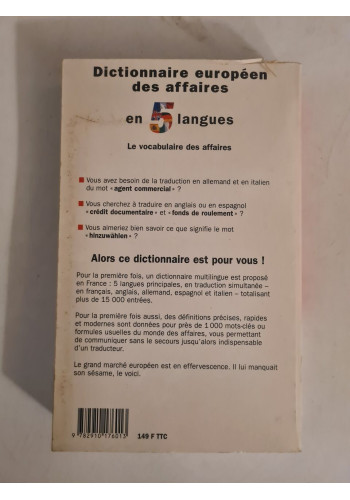 Dictionnaire européen
des affaires
en 5 langues
Le vocabulaire des affaires
Vous avez besoin de la traduction en allemand et en italien
du mot "agent commercial" ?
Vous cherchez à traduire en anglais ou en espagnol
"crédit documentaire" et "fonds de roulement" ?
Vous aimeriez bien savoir ce que signifie le mot
"hinzuwählen" ?
Alors ce dictionnaire est pour vous !
Pour la première fois, un dictionnaire multilingue est proposé
en France : 5 langues principales, en traduction simultanée –
en français, anglais, allemand, espagnol et italien – totalisant
plus de 15 000 entrées.
Pour la première fois aussi, des définitions précises, rapides
et modernes sont données pour près de 1 000 mots-clés ou
formules usuelles du monde des affaires, vous permettant
de communiquer sans le secours jusqu'alors indispensable
d'un traducteur.
Le grand marché européen est en effervescence. Il lui manquait
son sésame, le voici.
9 782910 176013
149 F TTC